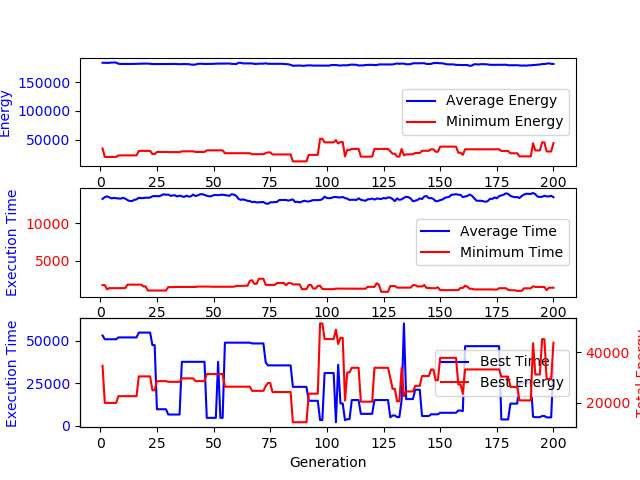 Energy
150000
100000
50000
Average Energy
Minimum Energy
0 25 50 75 100 125 150 175 200
Execution Time
10000
5000
Average Time
Minimum Time
0 25 50 75 100 125 150 175 200
Execution Time
50000
25000
0
Best Time
Best Energy
40000
20000
Total Energy
0 25 50 75 100 125 150 175 200
Generation